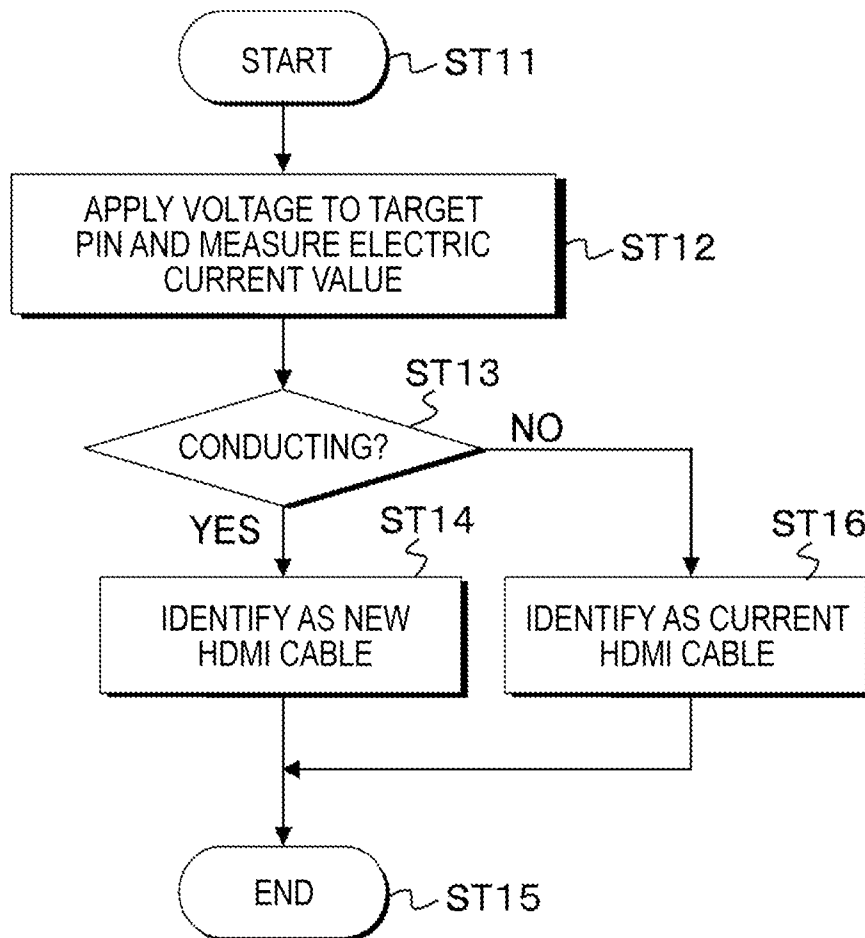 START
ST11
APPLY VOLTAGE TO TARGET
PIN AND MEASURE ELECTRIC
CURRENT VALUE
ST12
ST13
CONDUCTING?
NO
YES
ST14
ST16
IDENTIFY AS NEW
HDMI CABLE
IDENTIFY AS CURRENT
HDMI CABLE
END
ST15